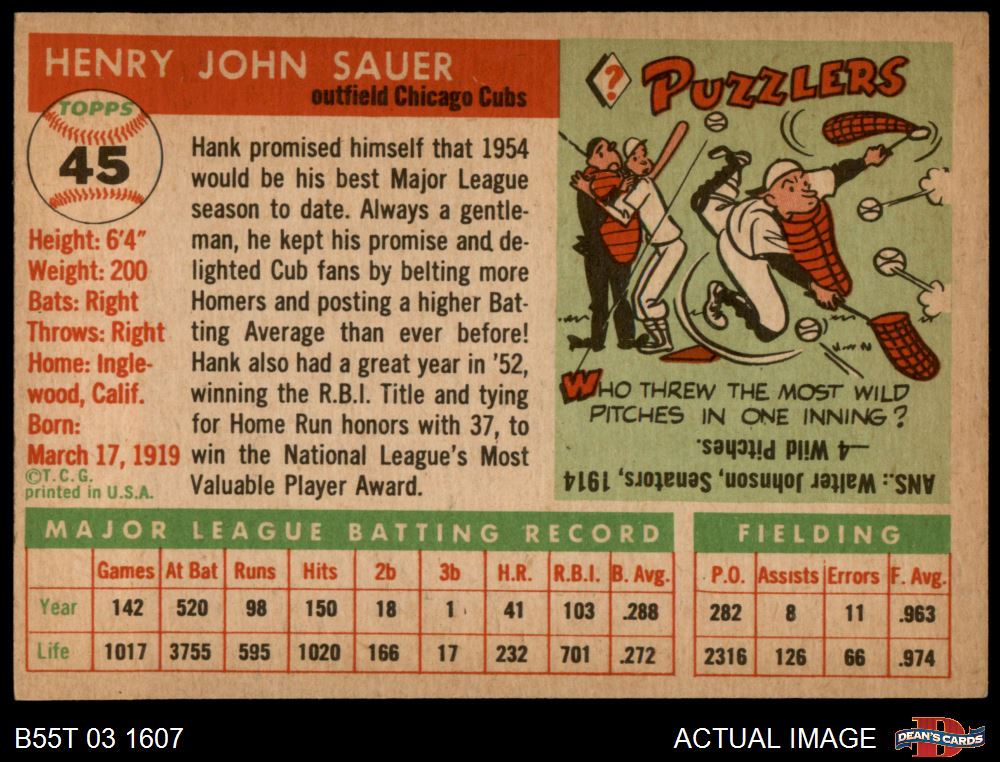 HENRY JOHN SAUER
outfield Chicago Cubs
TOPPS
45
Height: 6'4"
Weight: 200
Bats: Right
Throws: Right
Home: Ingle-
wood, Calif.
Born:
March 17, 1919
©T.C.G.
printed in U.S.A.
Hank promised himself that 1954
would be his best Major League
season to date. Always a gentle-
man, he kept his promise and de-
lighted Cub fans by belting more
Homers and posting a higher Bat-
ting Average than ever before!
Hank also had a great year in '52,
winning the R.B.I. Title and tying
for Home Run honors with 37, to
win the National League's Most
Valuable Player Award.
? PUZZLERS
WHO THREW THE MOST WILD
PITCHES IN ONE INNING?
ANS.: Walter Johnson, Senators, 1914
—4 Wild Pitches.
MAJOR LEAGUE BATTING RECORD
Games At Bat Runs Hits 2b 3b H.R. R.B.I. B. Avg.
Year 142 520 98 150 18 1 41 103 .288
Life 1017 3755 595 1020 166 17 232 701 .272
FIELDING
P.O. Assists Errors F. Avg.
282 8 11 .963
2316 126 66 .974
B55T 03 1607
ACTUAL IMAGE
DEAN'S CARDS